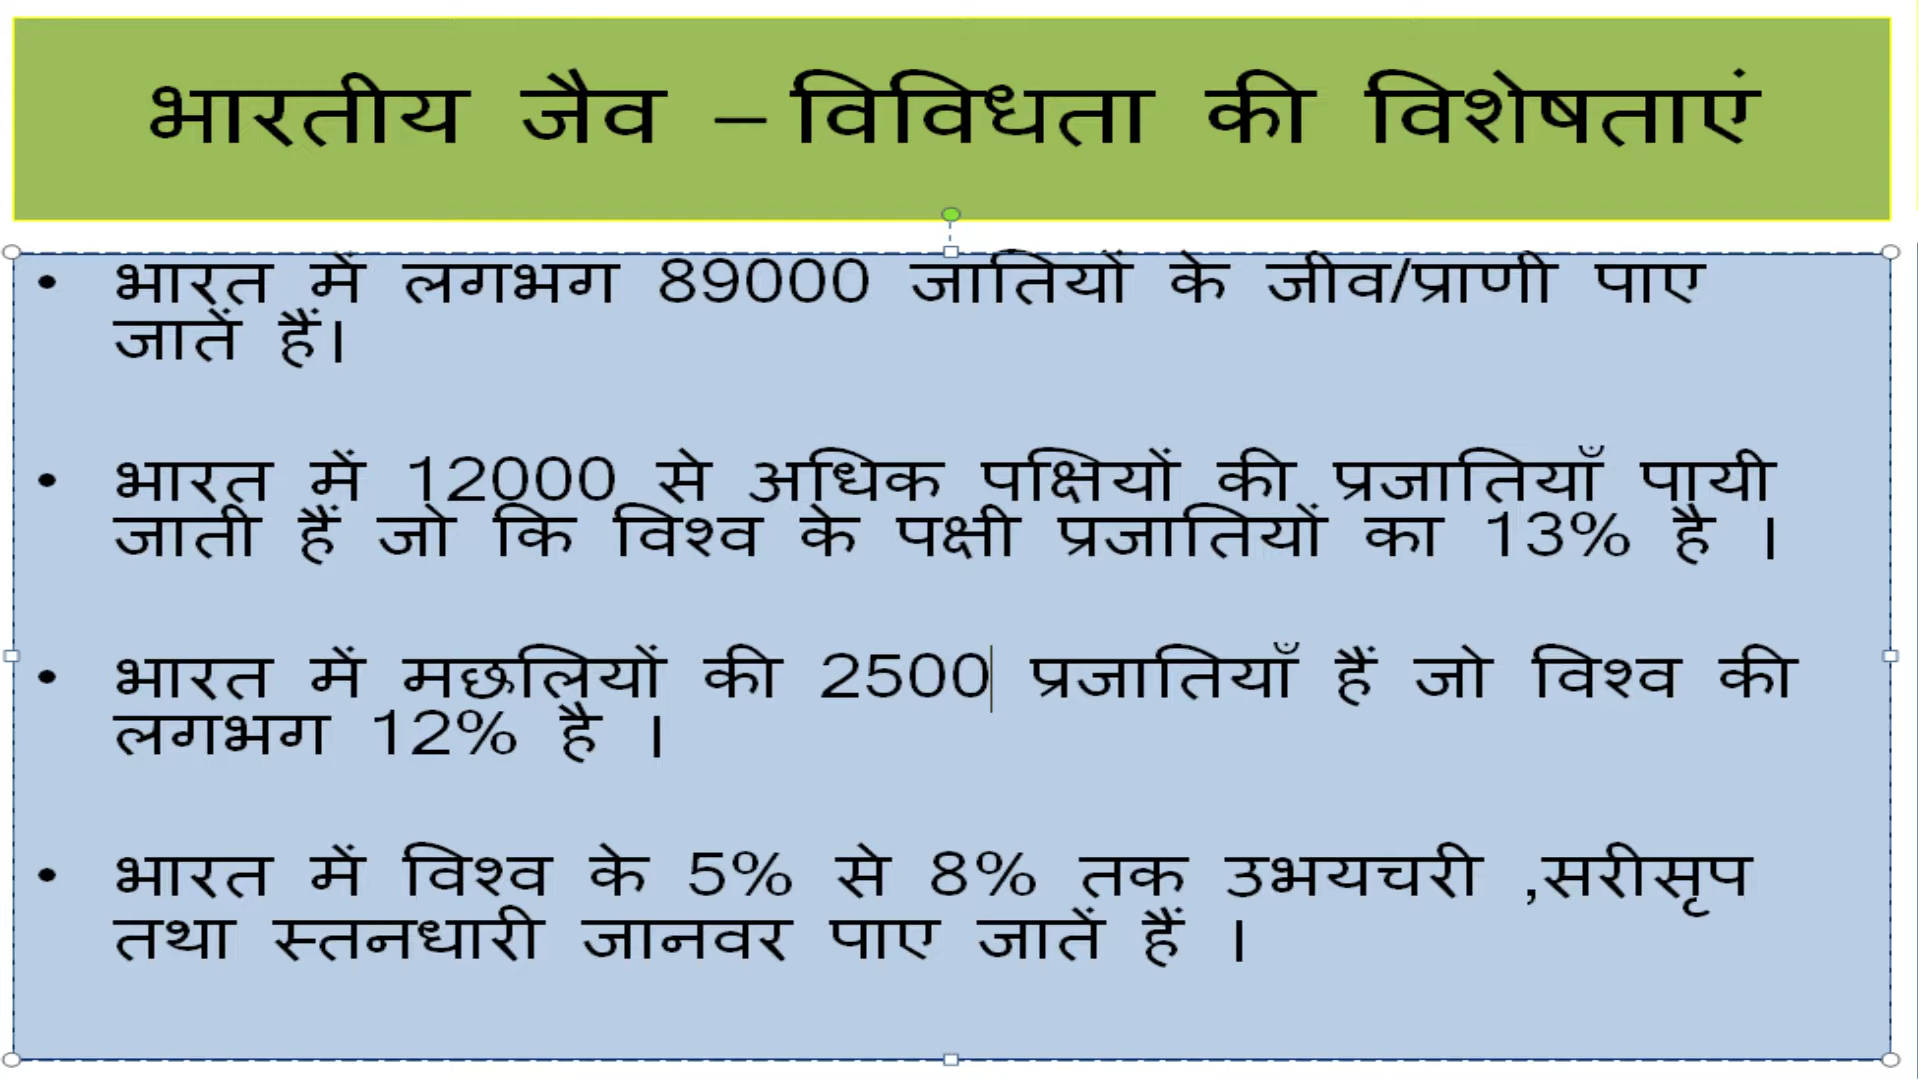 भारतीय जैव – विविधता की विशेषताएं
• भारत में लगभग 89000 जातियों के जीव/प्राणी पाए
जातें हैं।
• भारत में 12000 से अधिक पक्षियों की प्रजातियाँ पायी
जाती हैं जो कि विश्व के पक्षी प्रजातियों का 13% है ।
• भारत में मछलियों की 2500 प्रजातियाँ हैं जो विश्व की
लगभग 12% है ।
• भारत में विश्व के 5% से 8% तक उभयचरी ,सरीसृप
तथा स्तनधारी जानवर पाए जातें हैं ।